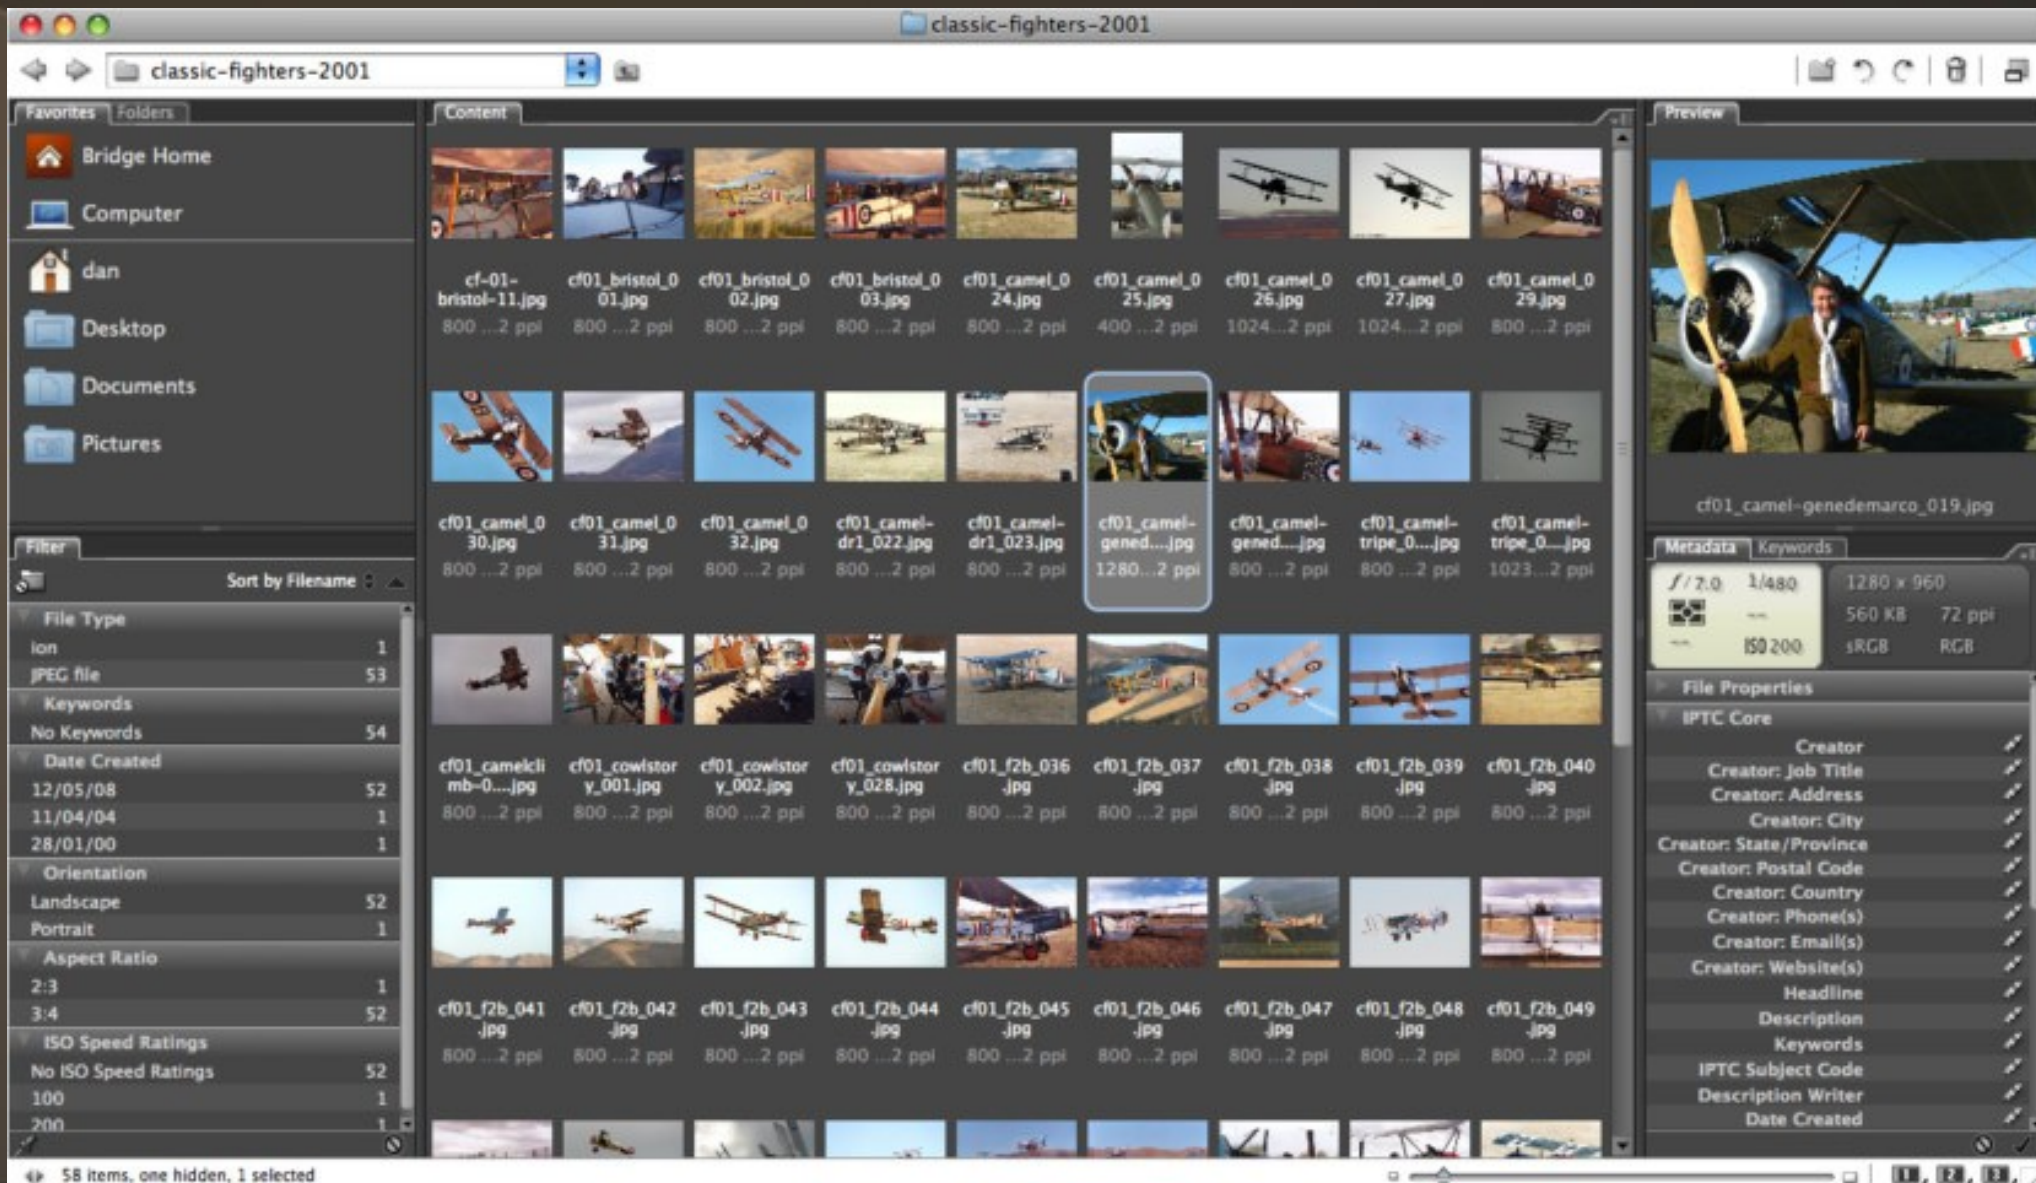 classic-fighters-2001
classic-fighters-2001
Favorites Folders
Bridge Home
Computer
dan
Desktop
Documents
Pictures
Filter
Sort by Filename
File Type
ion 1
JPEG file 53
Keywords
No Keywords 54
Date Created
12/05/08 52
11/04/04 1
28/01/00 1
Orientation
Landscape 52
Portrait 1
Aspect Ratio
2:3 1
3:4 52
ISO Speed Ratings
No ISO Speed Ratings 52
100 1
200 1
Content
cf-01- cf01_bristol_0 cf01_bristol_0 cf01_bristol_0 cf01_camel_0 cf01_camel_0 cf01_camel_0 cf01_camel_0 cf01_camel_0
bristol-11.jpg 01.jpg 02.jpg 03.jpg 24.jpg 25.jpg 26.jpg 27.jpg 29.jpg
800 ...2 ppi 800 ...2 ppi 800 ...2 ppi 800 ...2 ppi 800 ...2 ppi 400 ...2 ppi 1024...2 ppi 1024...2 ppi 800 ...2 ppi
cf01_camel_0 cf01_camel_0 cf01_camel_0 cf01_camel- cf01_camel- cf01_camel- cf01_camel- cf01_camel- cf01_camel-
30.jpg 31.jpg 32.jpg dr1_022.jpg dr1_023.jpg gened....jpg gened....jpg tripe_0....jpg tripe_0....jpg
800 ...2 ppi 800 ...2 ppi 800 ...2 ppi 800 ...2 ppi 800 ...2 ppi 1280...2 ppi 800 ...2 ppi 800 ...2 ppi 1023...2 ppi
cf01_camelcli cf01_cowlstor cf01_cowlstor cf01_cowlstor cf01_f2b_036 cf01_f2b_037 cf01_f2b_038 cf01_f2b_039 cf01_f2b_040
mb-0....jpg y_001.jpg y_002.jpg y_028.jpg .jpg .jpg .jpg .jpg .jpg
800 ...2 ppi 800 ...2 ppi 800 ...2 ppi 800 ...2 ppi 800 ...2 ppi 800 ...2 ppi 800 ...2 ppi 800 ...2 ppi 800 ...2 ppi
cf01_f2b_041 cf01_f2b_042 cf01_f2b_043 cf01_f2b_044 cf01_f2b_045 cf01_f2b_046 cf01_f2b_047 cf01_f2b_048 cf01_f2b_049
.jpg .jpg .jpg .jpg .jpg .jpg .jpg .jpg .jpg
800 ...2 ppi 800 ...2 ppi 800 ...2 ppi 800 ...2 ppi 800 ...2 ppi 800 ...2 ppi 800 ...2 ppi 800 ...2 ppi 800 ...2 ppi
Preview
cf01_camel-genedemarco_019.jpg
Metadata Keywords
f/7.0 1/480 1280 x 960
-- 560 KB 72 ppi
-- ISO 200 sRGB RGB
File Properties
IPTC Core
Creator
Creator: Job Title
Creator: Address
Creator: City
Creator: State/Province
Creator: Postal Code
Creator: Country
Creator: Phone(s)
Creator: Email(s)
Creator: Website(s)
Headline
Description
Keywords
IPTC Subject Code
Description Writer
Date Created
58 items, one hidden, 1 selected
1 2 3